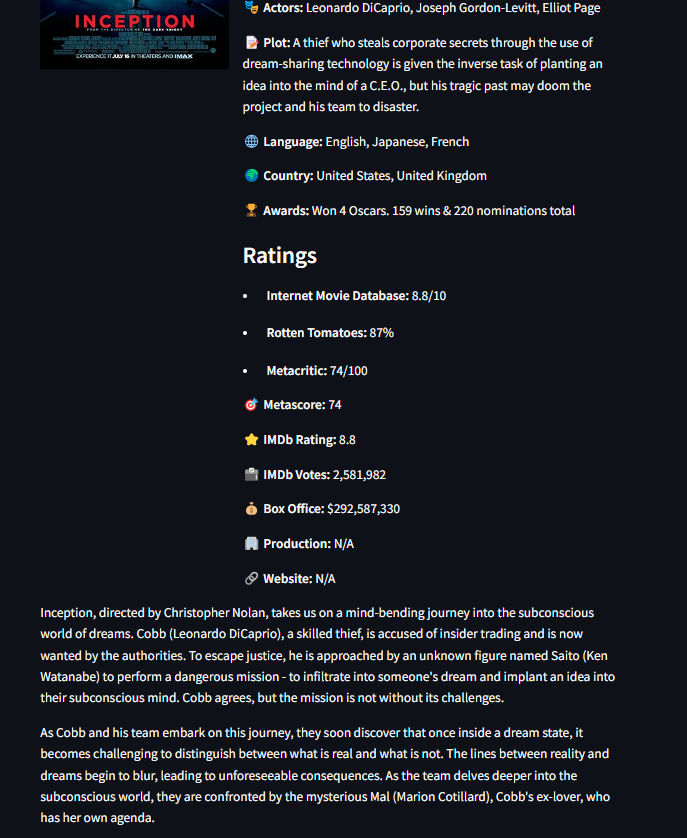 INCEPTION
FROM THE DIRECTOR OF THE DARK KNIGHT
EXPERIENCE IT JULY 16 IN THEATERS AND IMAX
🎭 Actors: Leonardo DiCaprio, Joseph Gordon-Levitt, Elliot Page
📝 Plot: A thief who steals corporate secrets through the use of
dream-sharing technology is given the inverse task of planting an
idea into the mind of a C.E.O., but his tragic past may doom the
project and his team to disaster.
🌐 Language: English, Japanese, French
🌍 Country: United States, United Kingdom
🏆 Awards: Won 4 Oscars. 159 wins & 220 nominations total
Ratings
• Internet Movie Database: 8.8/10
• Rotten Tomatoes: 87%
• Metacritic: 74/100
🎯 Metascore: 74
⭐ IMDb Rating: 8.8
🗳 IMDb Votes: 2,581,982
💰 Box Office: $292,587,330
🏢 Production: N/A
🔗 Website: N/A
Inception, directed by Christopher Nolan, takes us on a mind-bending journey into the subconscious
world of dreams. Cobb (Leonardo DiCaprio), a skilled thief, is accused of insider trading and is now
wanted by the authorities. To escape justice, he is approached by an unknown figure named Saito (Ken
Watanabe) to perform a dangerous mission - to infiltrate into someone's dream and implant an idea into
their subconscious mind. Cobb agrees, but the mission is not without its challenges.
As Cobb and his team embark on this journey, they soon discover that once inside a dream state, it
becomes challenging to distinguish between what is real and what is not. The lines between reality and
dreams begin to blur, leading to unforeseeable consequences. As the team delves deeper into the
subconscious world, they are confronted by the mysterious Mal (Marion Cotillard), Cobb's ex-lover, who
has her own agenda.